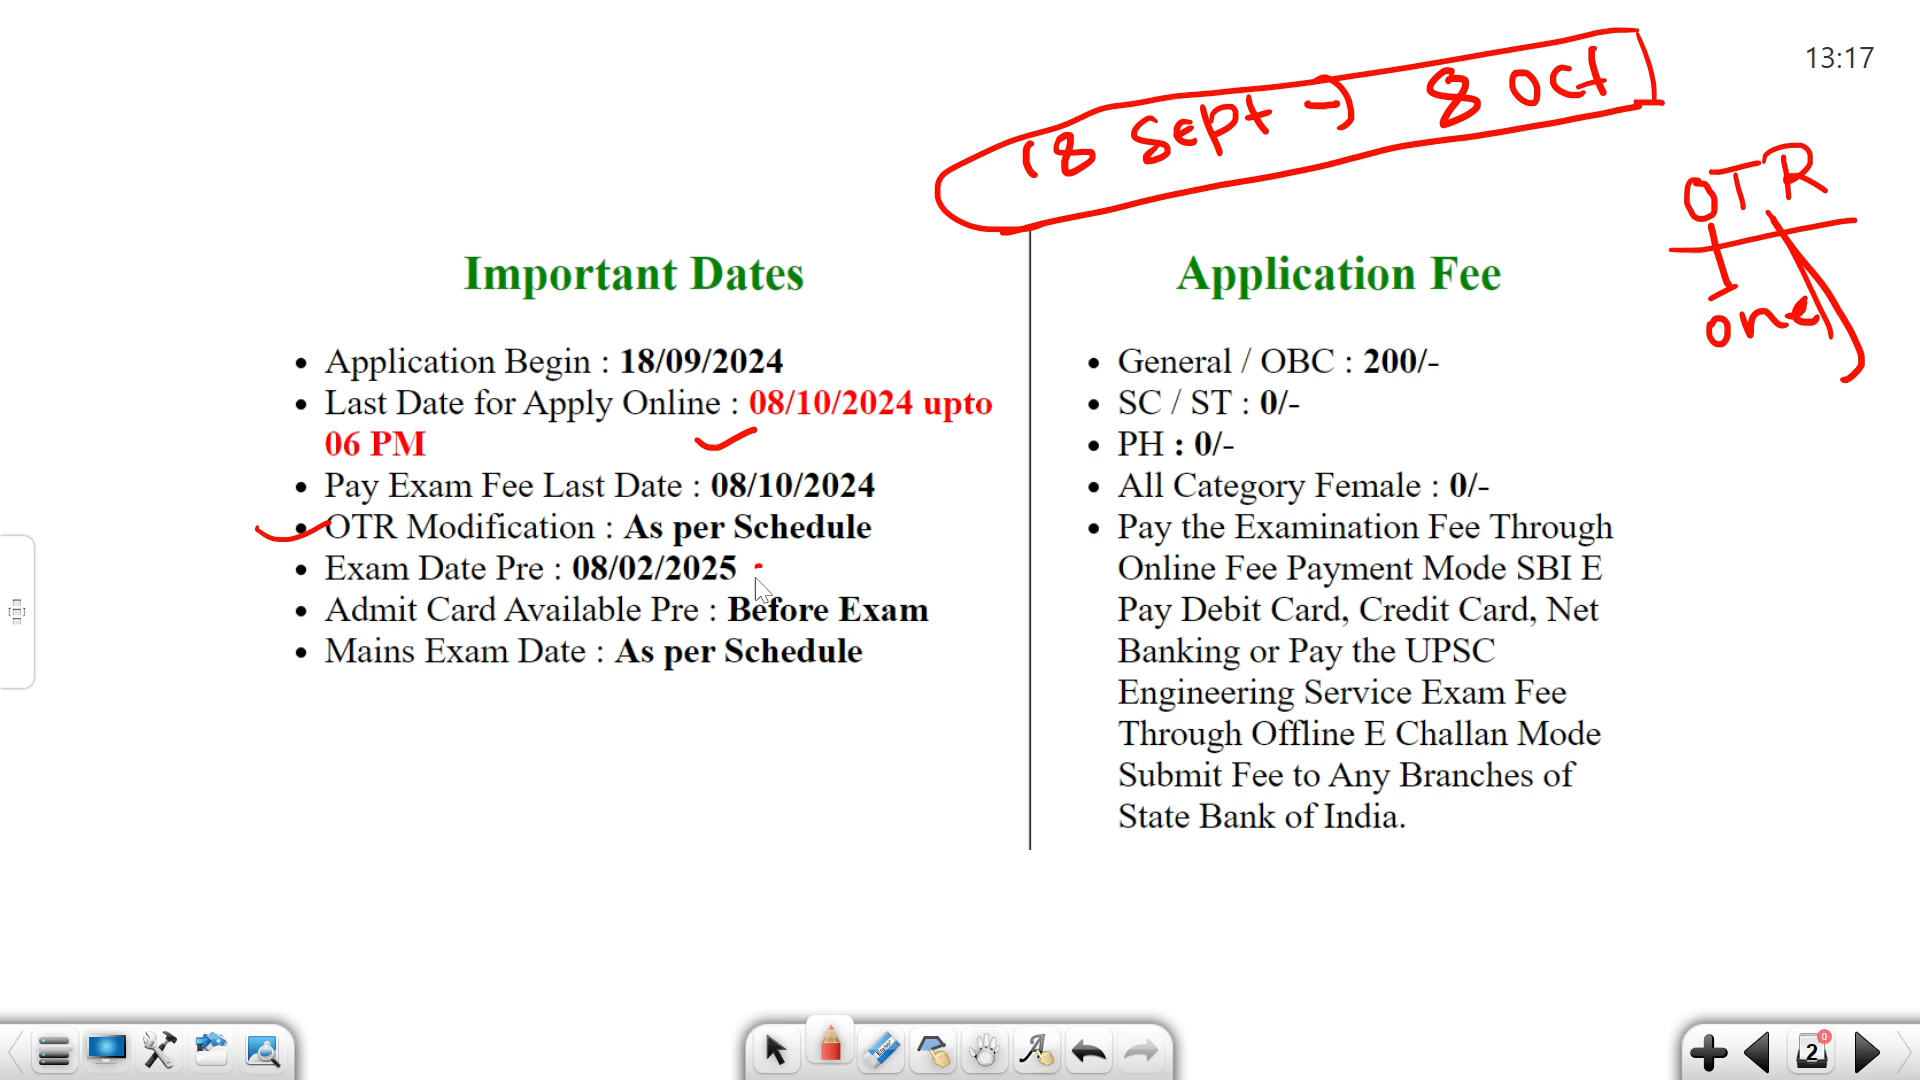 13:17
18 Sept → 8 Oct
OTR
one
Important Dates
Application Begin : 18/09/2024
Last Date for Apply Online : 08/10/2024 upto
06 PM
Pay Exam Fee Last Date : 08/10/2024
OTR Modification : As per Schedule
Exam Date Pre : 08/02/2025
Admit Card Available Pre : Before Exam
Mains Exam Date : As per Schedule
Application Fee
General / OBC : 200/-
SC / ST : 0/-
PH : 0/-
All Category Female : 0/-
Pay the Examination Fee Through
Online Fee Payment Mode SBI E
Pay Debit Card, Credit Card, Net
Banking or Pay the UPSC
Engineering Service Exam Fee
Through Offline E Challan Mode
Submit Fee to Any Branches of
State Bank of India.
Eraser
A
2
0